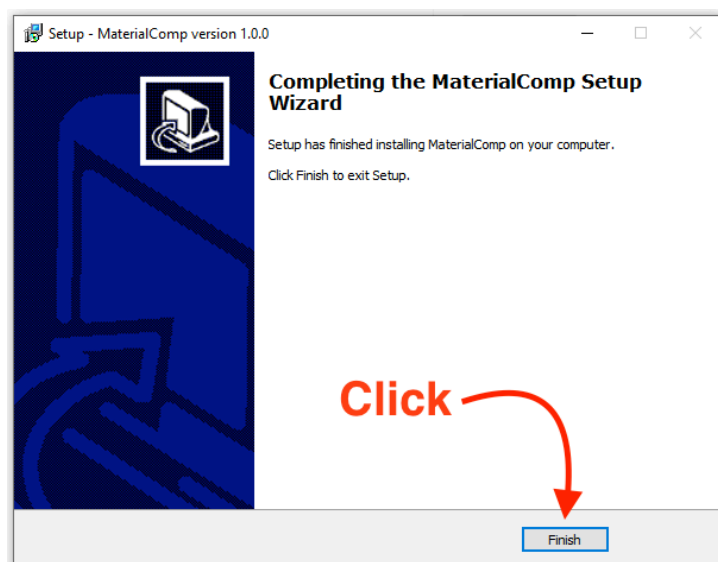 Setup - MaterialComp version 1.0.0
Completing the MaterialComp Setup
Wizard
Setup has finished installing MaterialComp on your computer.
Click Finish to exit Setup.
Click
Finish